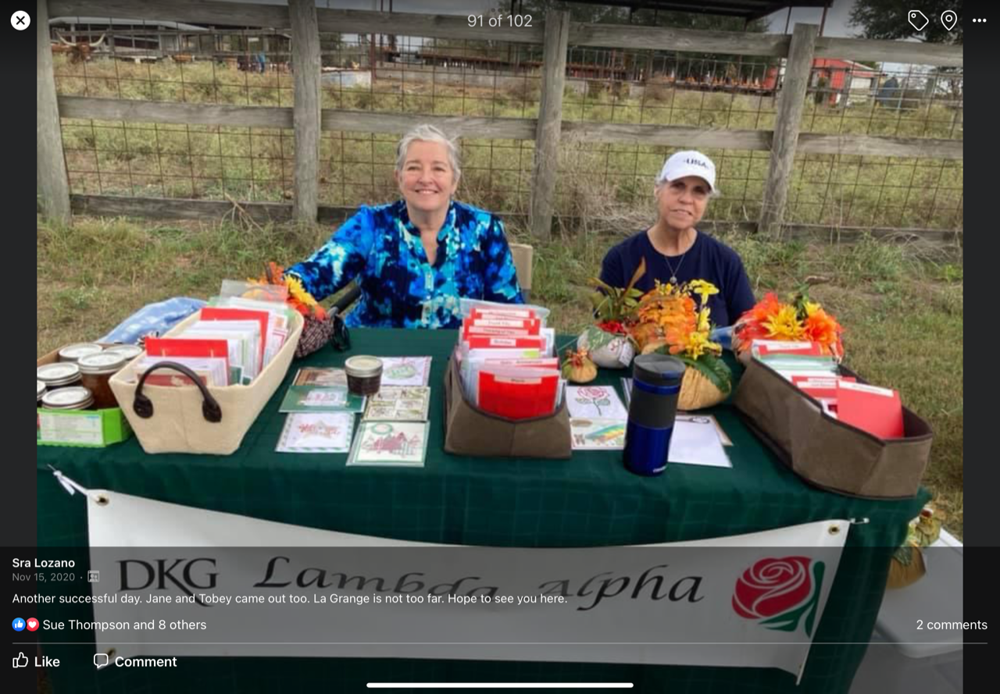 91 of 102
USA
Birthday
DKG Lambda Alpha
Sra Lozano
Nov 15, 2020 ·
Another successful day. Jane and Tobey came out too. La Grange is not too far. Hope to see you here.
Sue Thompson and 8 others
2 comments
Like
Comment